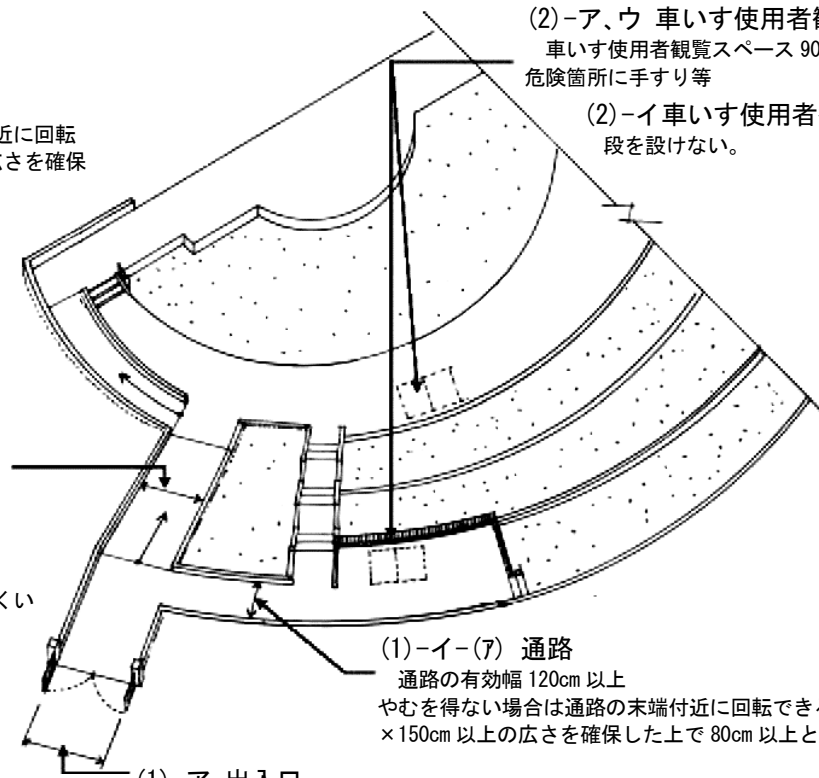 (2)-ア、ウ 車いす使用者
車いす使用者観覧スペース 90
危険箇所に手すり等
(2)-イ車いす使用者
段を設けない。
近に回転
広さを確保
くい
(1)-イ-(ｱ) 通路
通路の有効幅 120cm 以上
やむを得ない場合は通路の末端付近に回転でき
×150cm 以上の広さを確保した上で 80cm 以上と
(1)-ア 出入口